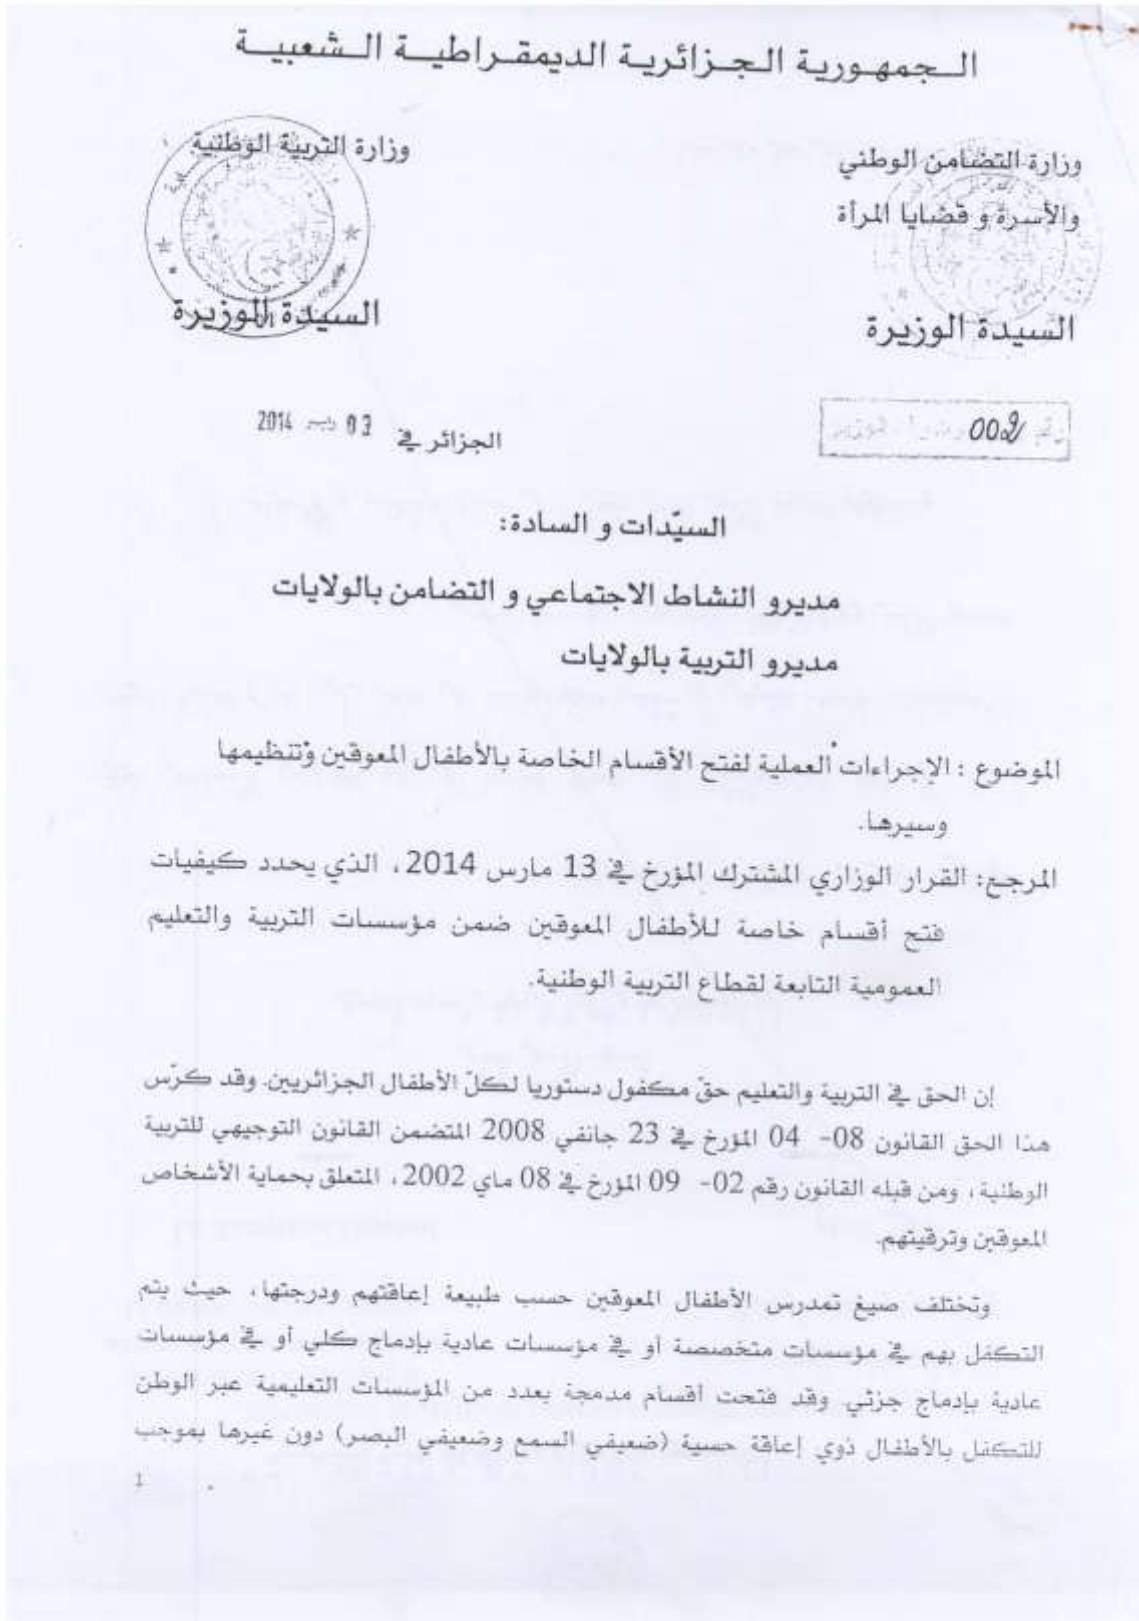 الـجمهـوريـة الـجـزائـريـة الديمقـراطيــة الــشعبيــة
وزارة التضامن الوطني
والأسرة و قضايا المرأة
السيدة الوزيرة
وزارة التربية الوطنية
السيدة الوزيرة
002
الجزائر في 03 2014
السيّدات و السادة:
مديرو النشاط الاجتماعي و التضامن بالولايات
مديرو التربية بالولايات
الموضوع : الإجراءات العملية لفتح الأقسام الخاصة بالأطفال المعوقين وتنظيمها
وسيرها.
المرجع: القرار الوزاري المشترك المؤرخ في 13 مارس 2014، الذي يحدد كيفيات
فتح أقسام خاصة للأطفال المعوقين ضمن مؤسسات التربية والتعليم
العمومية التابعة لقطاع التربية الوطنية.
إن الحق في التربية والتعليم حقّ مكفول دستوريا لكلّ الأطفال الجزائريين. وقد كرّس
هذا الحق القانون 08- 04 المؤرخ في 23 جانفي 2008 المتضمن القانون التوجيهي للتربية
الوطنية، ومن قبله القانون رقم 02- 09 المؤرخ في 08 ماي 2002، المتعلق بحماية الأشخاص
المعوقين وترقيتهم.
وتختلف صيغ تمدرس الأطفال المعوقين حسب طبيعة إعاقتهم ودرجتها، حيث يتم
التكفل بهم في مؤسسات متخصصة أو في مؤسسات عادية بإدماج كلي أو في مؤسسات
عادية بإدماج جزئي. وقد فتحت أقسام مدمجة بعدد من المؤسسات التعليمية عبر الوطن
للتكفل بالأطفال ذوي إعاقة حسية (ضعيفي السمع وضعيفي البصر) دون غيرها بموجب
1